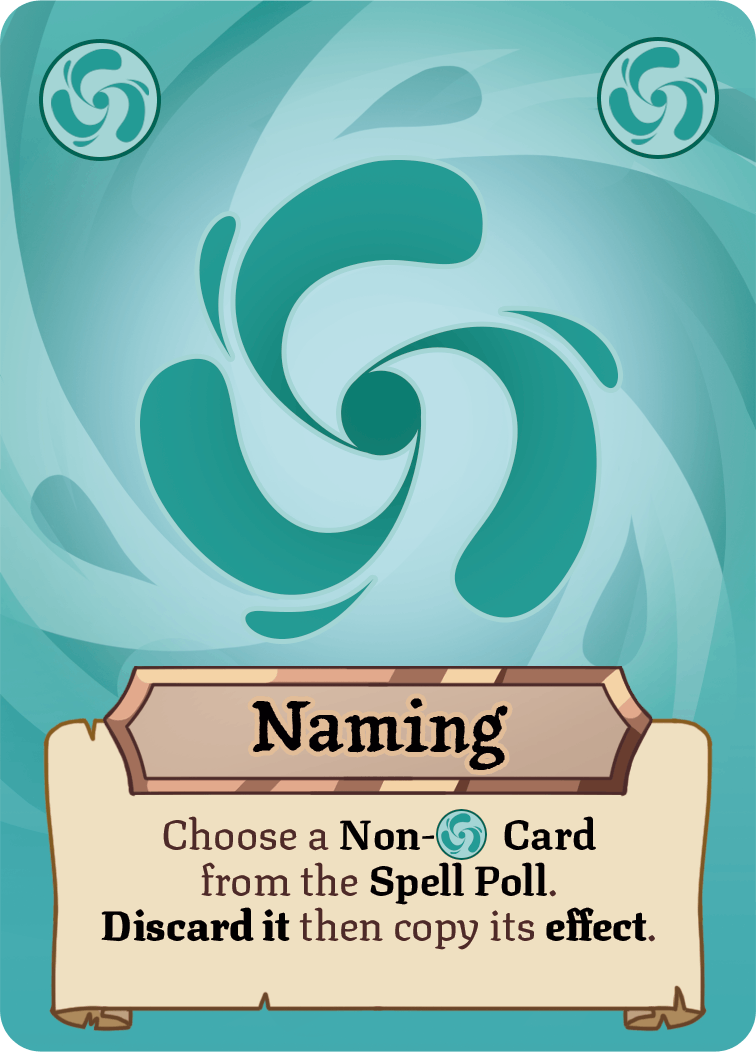 Naming
Choose a Non- Card
from the Spell Poll.
Discard it then copy its effect.